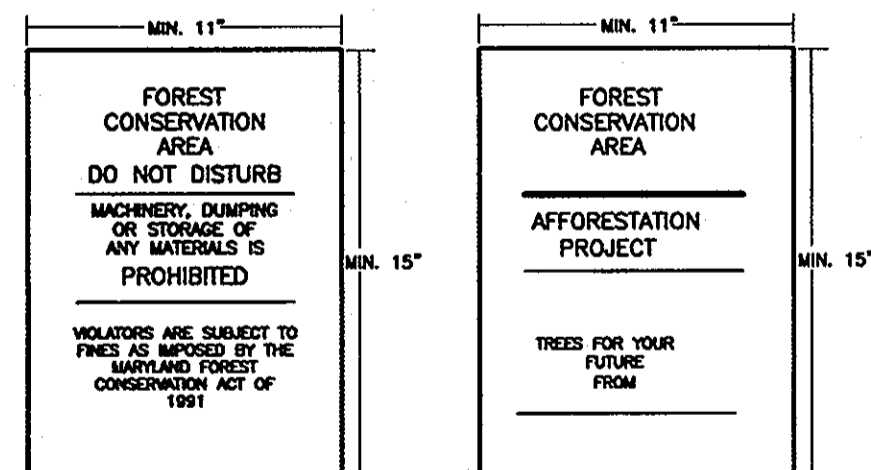 MIN. 11"
FOREST
CONSERVATION
AREA
DO NOT DISTURB
MACHINERY, DUMPING
OR STORAGE OF
ANY MATERIALS IS
PROHIBITED
VIOLATORS ARE SUBJECT TO
FINES AS IMPOSED BY THE
MARYLAND FOREST
CONSERVATION ACT OF
1991
MIN. 15"
MIN. 11"
FOREST
CONSERVATION
AREA
AFFORESTATION
PROJECT
TREES FOR YOUR
FUTURE
FROM
MIN. 15"